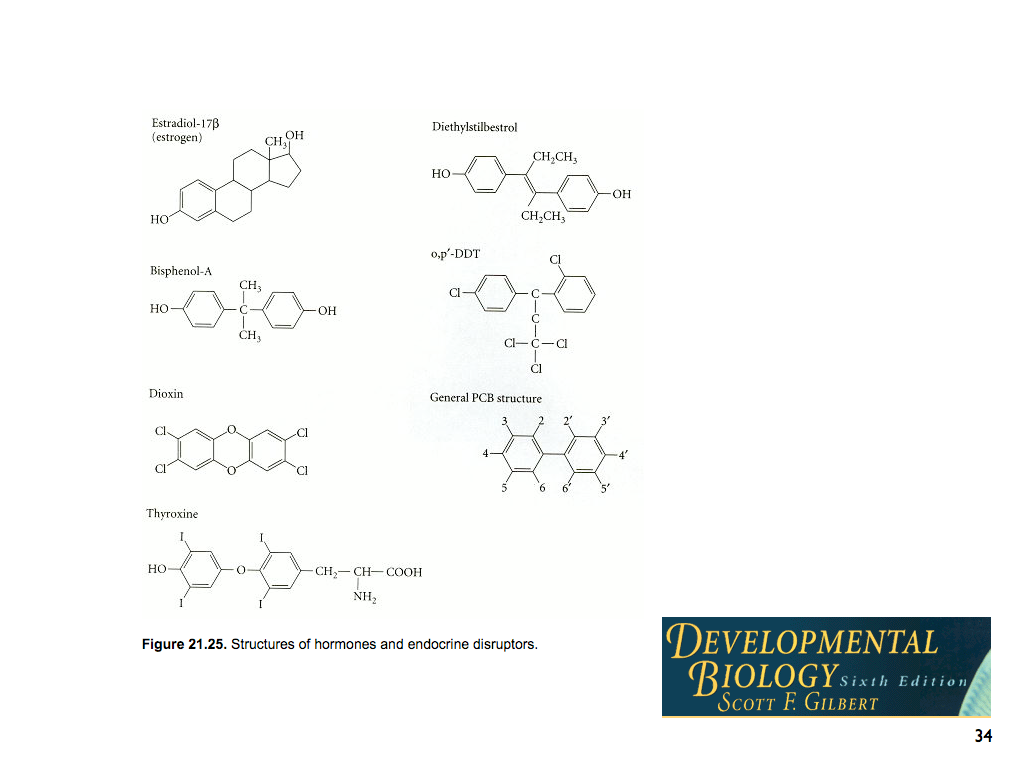 Estradiol-17β
(estrogen)
CH3
OH
HO
Diethylstilbestrol
CH2CH3
HO
OH
CH2CH3
Bisphenol-A
CH3
HO
C
OH
CH3
o,p′-DDT
Cl
Cl
C
C
Cl—C—Cl
Cl
Dioxin
Cl
O
Cl
Cl
O
Cl
General PCB structure
3 2 2′ 3′
4 4′
5 6 6′ 5′
Thyroxine
I I
HO O CH2—CH—COOH
NH2
I I
Figure 21.25. Structures of hormones and endocrine disruptors.
DEVELOPMENTAL
BIOLOGY Sixth Edition
SCOTT F. GILBERT
34